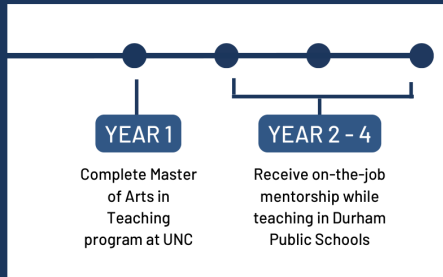 YEAR 1
Complete Master
of Arts in
Teaching
program at UNC
YEAR 2 - 4
Receive on-the-job
mentorship while
teaching in Durham
Public Schools